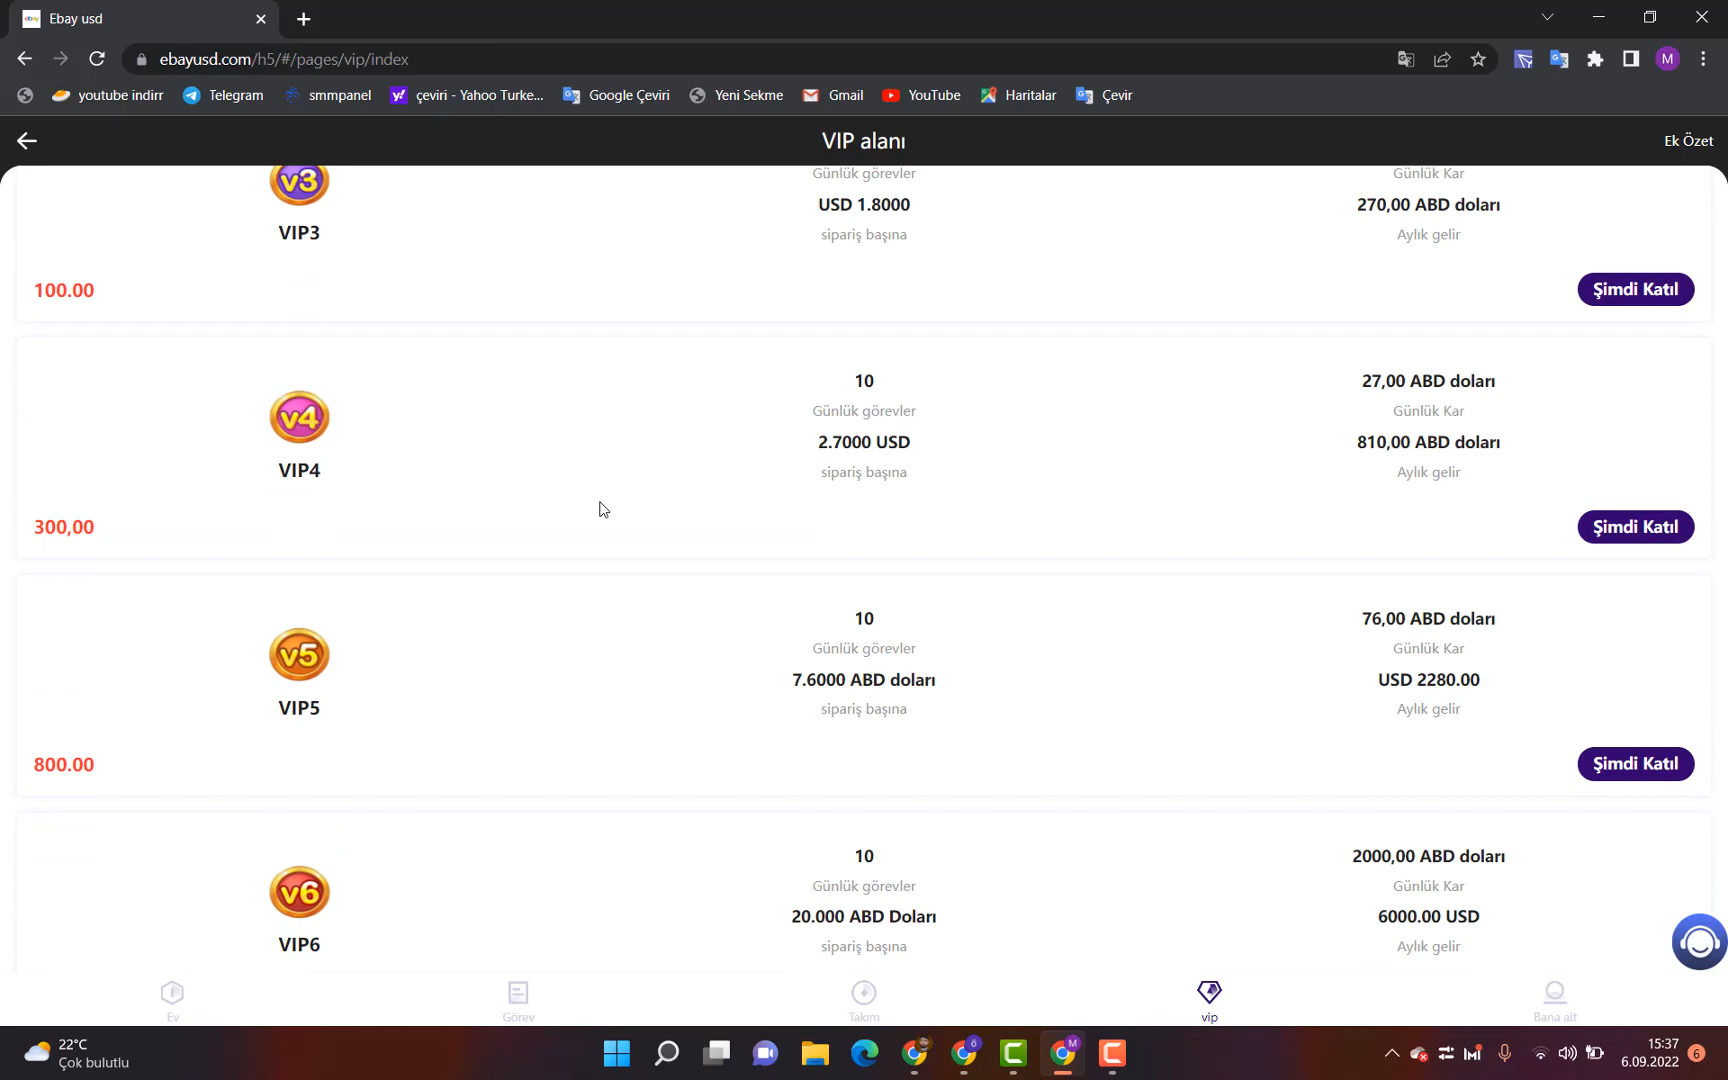 Ebay usd
ebayusd.com/h5/#/pages/vip/index
M
youtube indirr
Telegram
smmpanel
çeviri - Yahoo Turke...
Google Çeviri
Yeni Sekme
Gmail
YouTube
Haritalar
Çevir
VIP alanı
Ek Özet
v3
VIP3
Günlük görevler
USD 1.8000
sipariş başına
Günlük Kar
270,00 ABD doları
Aylık gelir
100.00
Şimdi Katıl
v4
VIP4
10
Günlük görevler
2.7000 USD
sipariş başına
27,00 ABD doları
Günlük Kar
810,00 ABD doları
Aylık gelir
300,00
Şimdi Katıl
v5
VIP5
10
Günlük görevler
7.6000 ABD doları
sipariş başına
76,00 ABD doları
Günlük Kar
USD 2280.00
Aylık gelir
800.00
Şimdi Katıl
v6
VIP6
10
Günlük görevler
20.000 ABD Doları
sipariş başına
2000,00 ABD doları
Günlük Kar
6000.00 USD
Aylık gelir
Ev
Görev
Takım
vip
Bana ait
22°C
Çok bulutlu
15:37
6.09.2022
6